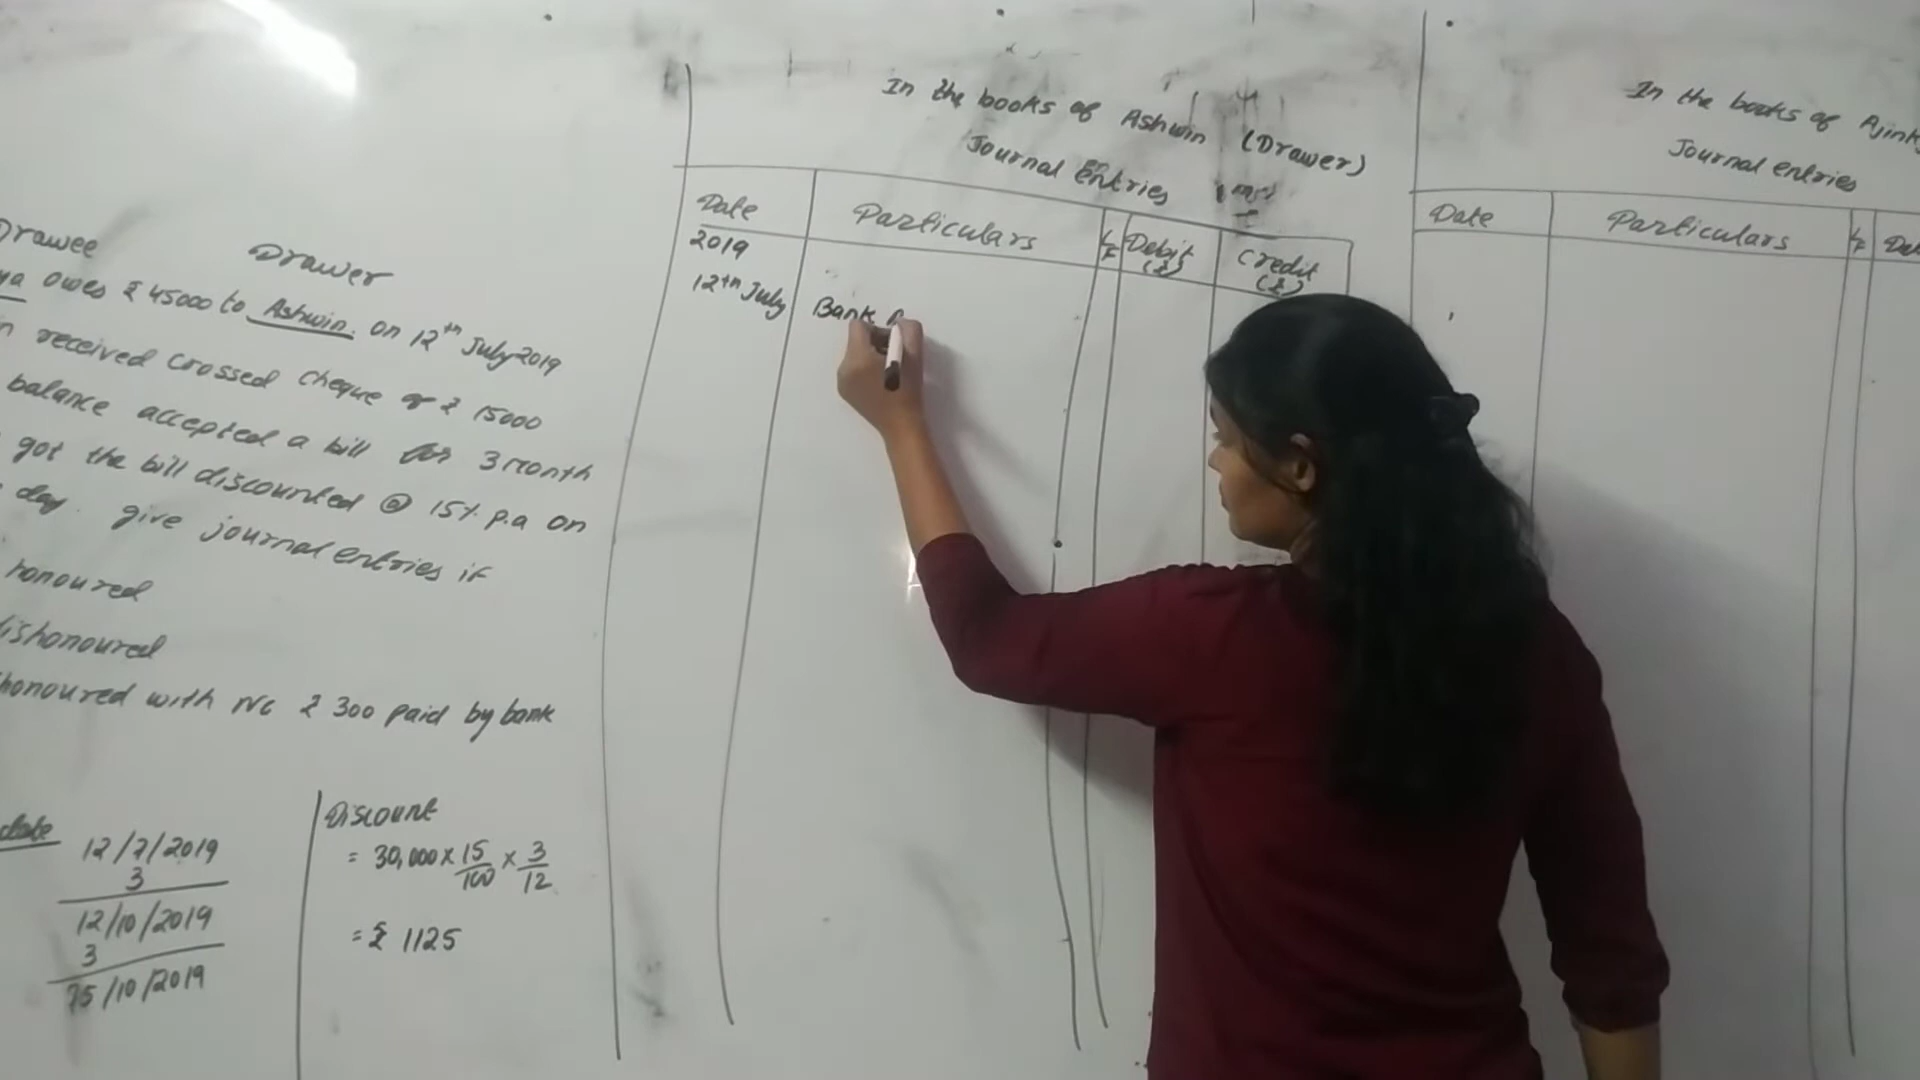 Drawee Drawer
ya owes ₹ 45000 to Ashwin. on 12th July 2019
n received crossed cheque of ₹ 15000
balance accepted a bill for 3 month
got the bill discounted @ 15% p.a on
day. give journal entries if
honoured
ishonoured
honoured with NC ₹ 300 paid by bank
date
12/7/2019
3
12/10/2019
3
15/10/2019
Discount
= 30,000 × 15/100 × 3/12
= ₹ 1125
In the books of Ashwin (Drawer)
Journal Entries
Date Particulars LF Debit (₹) Credit (₹)
2019
12th July Bank A
In the books of Ajink
Journal entries
Date Particulars LF De